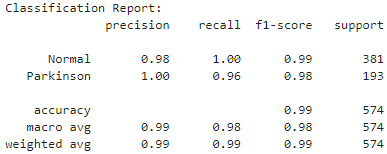 Classification Report:
precision recall f1-score support
Normal 0.98 1.00 0.99 381
Parkinson 1.00 0.96 0.98 193
accuracy 0.99 574
macro avg 0.99 0.98 0.98 574
weighted avg 0.99 0.99 0.99 574